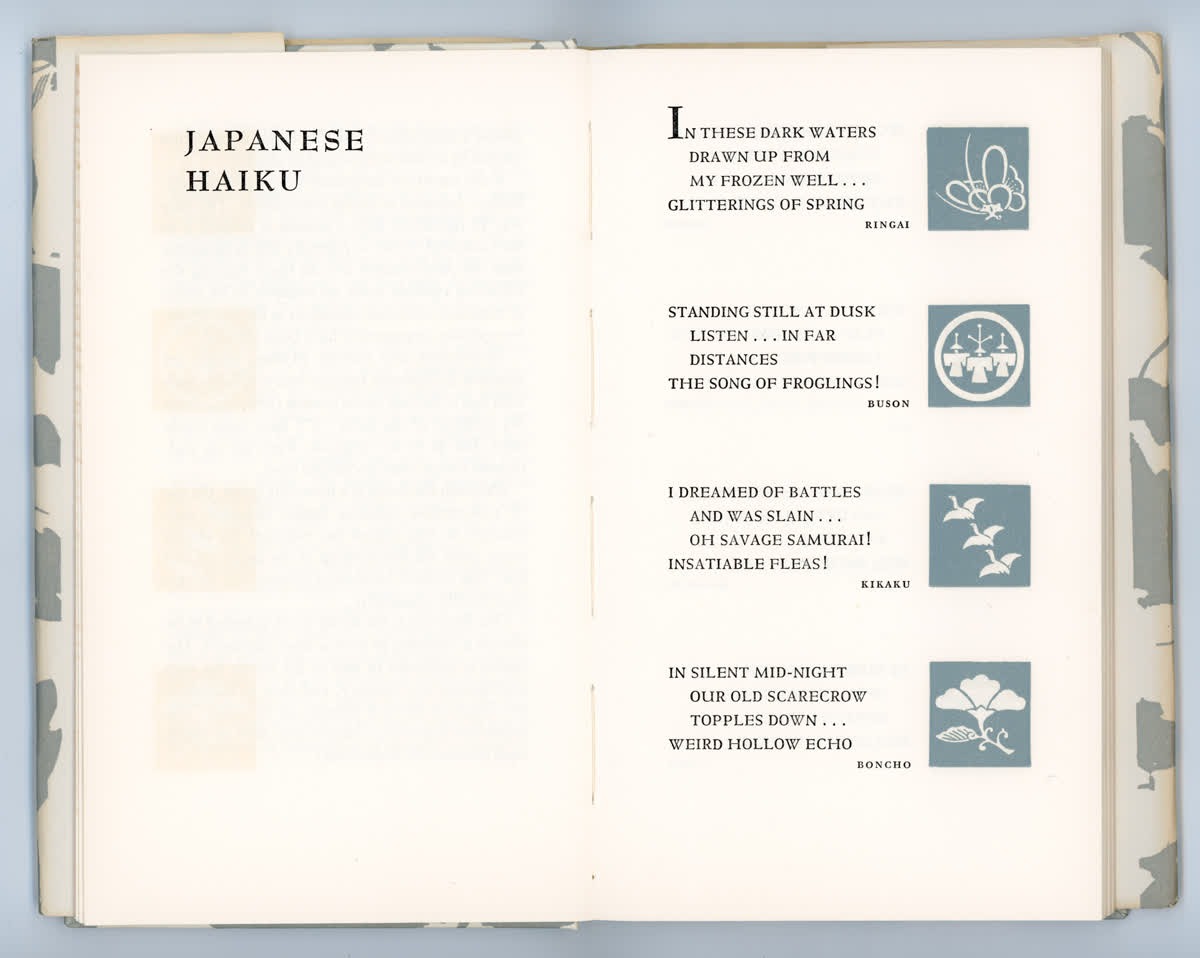 JAPANESE
HAIKU
IN THESE DARK WATERS
DRAWN UP FROM
MY FROZEN WELL . . .
GLITTERINGS OF SPRING
RINGAI
STANDING STILL AT DUSK
LISTEN . . . IN FAR
DISTANCES
THE SONG OF FROGLINGS!
BUSON
I DREAMED OF BATTLES
AND WAS SLAIN . . .
OH SAVAGE SAMURAI!
INSATIABLE FLEAS!
KIKAKU
IN SILENT MID-NIGHT
OUR OLD SCARECROW
TOPPLES DOWN . . .
WEIRD HOLLOW ECHO
BONCHO